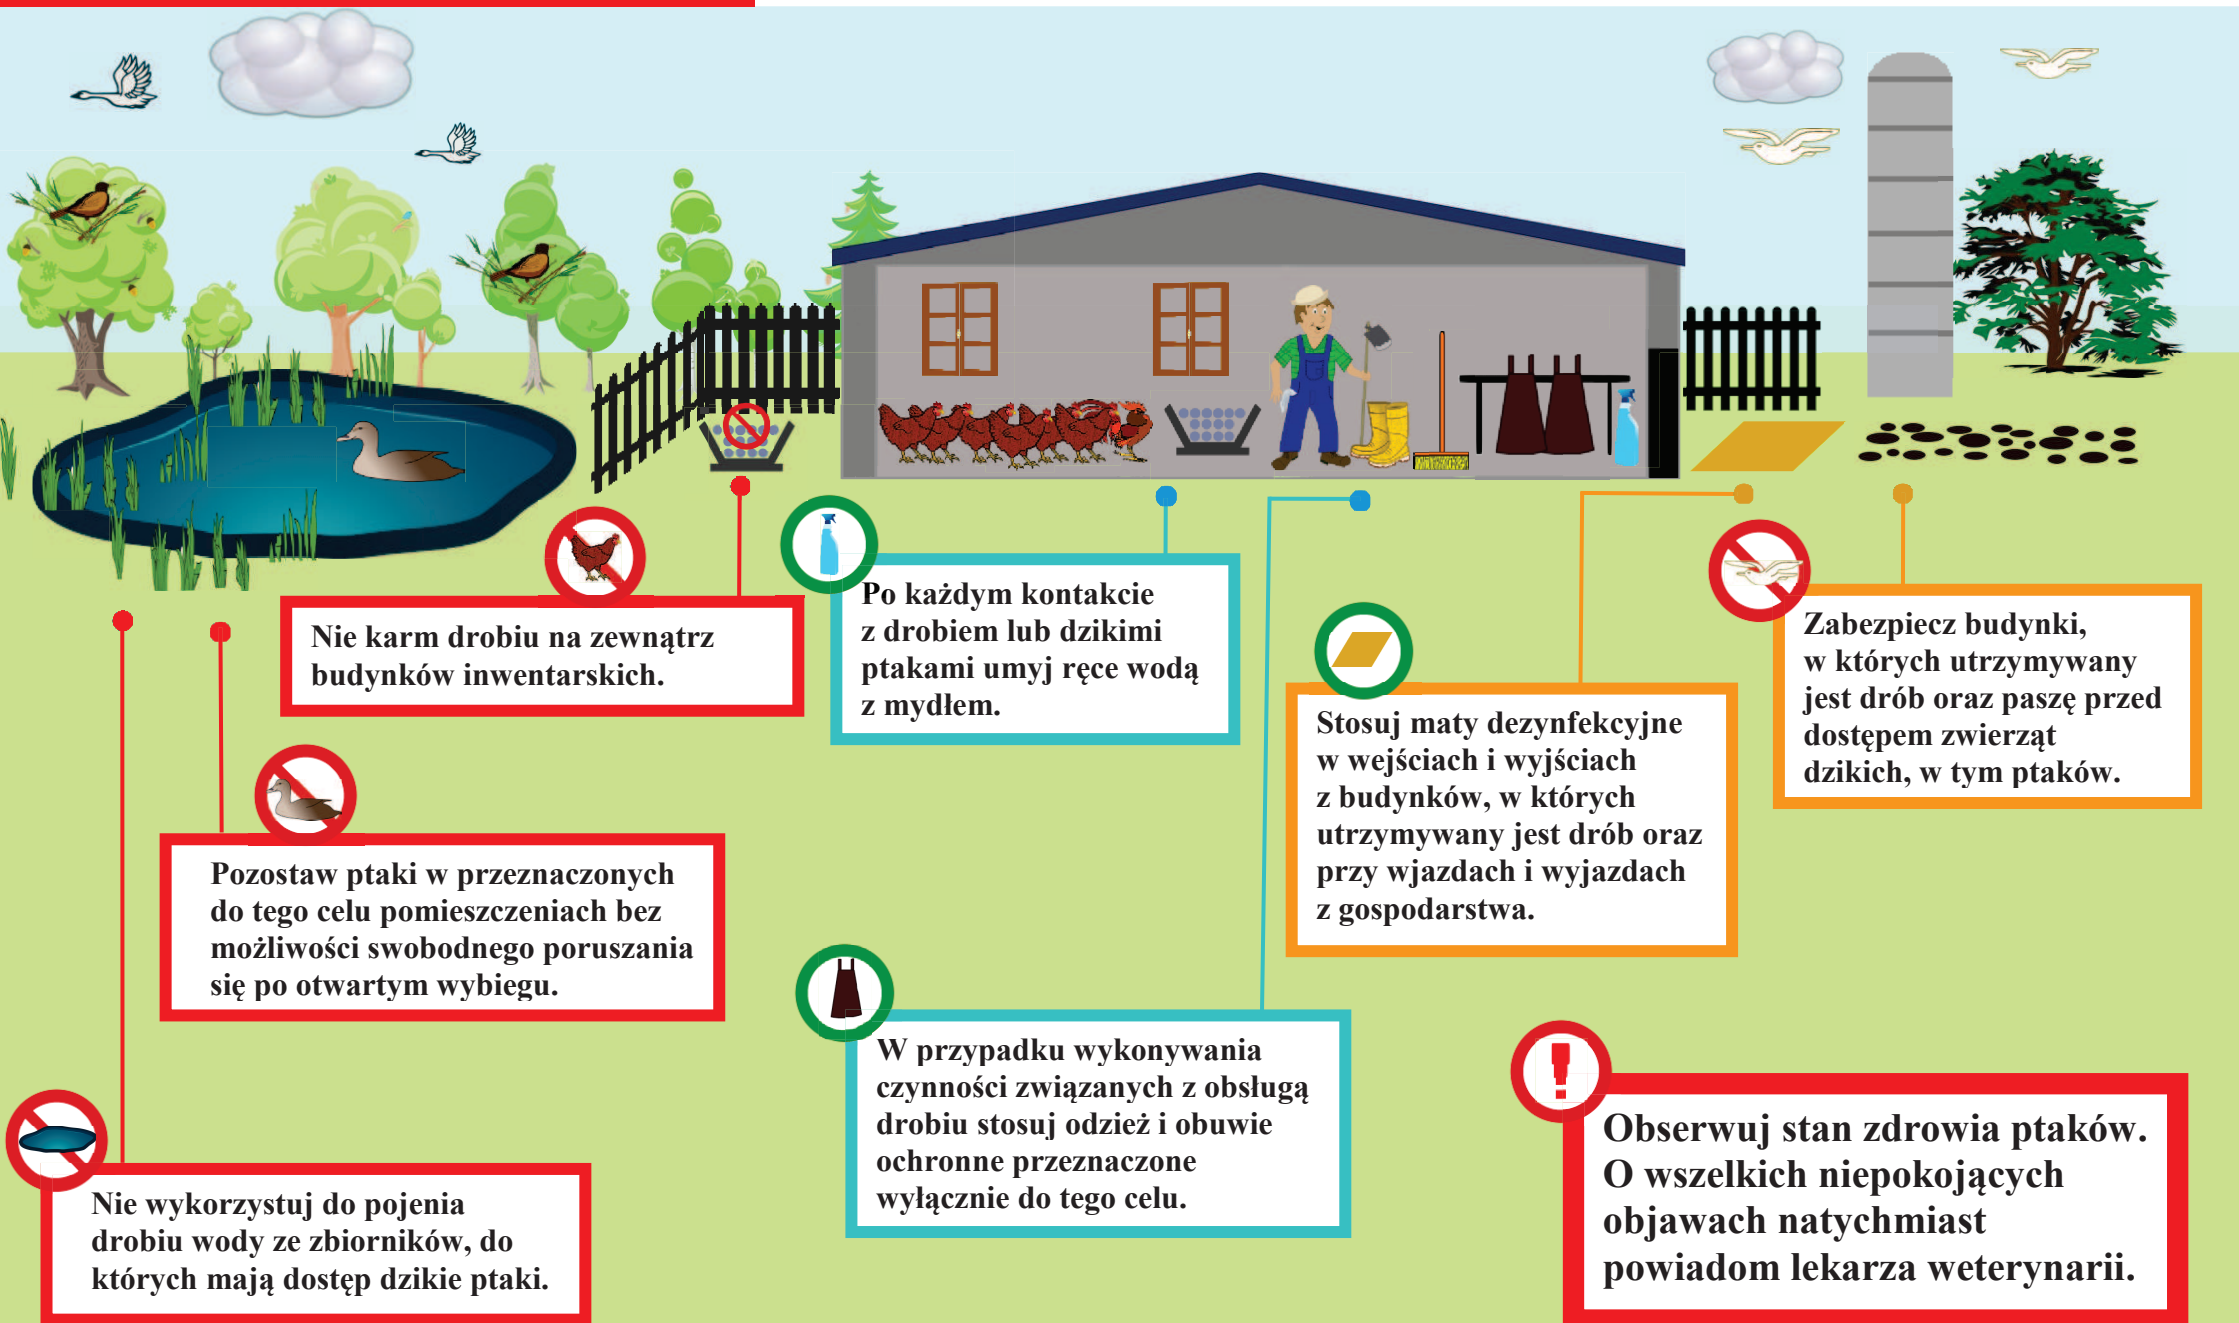 Nie karm drobiu na zewnątrz
budynków inwentarskich.
Po każdym kontakcie
z drobiem lub dzikimi
ptakami umyj ręce wodą
z mydłem.
Stosuj maty dezynfekcyjne
w wejściach i wyjściach
z budynków, w których
utrzymywany jest drób oraz
przy wjazdach i wyjazdach
z gospodarstwa.
Zabezpiecz budynki,
w których utrzymywany
jest drób oraz paszę przed
dostępem zwierząt
dzikich, w tym ptaków.
Pozostaw ptaki w przeznaczonych
do tego celu pomieszczeniach bez
możliwości swobodnego poruszania
się po otwartym wybiegu.
W przypadku wykonywania
czynności związanych z obsługą
drobiu stosuj odzież i obuwie
ochronne przeznaczone
wyłącznie do tego celu.
Nie wykorzystuj do pojenia
drobiu wody ze zbiorników, do
których mają dostęp dzikie ptaki.
Obserwuj stan zdrowia ptaków.
O wszelkich niepokojących
objawach natychmiast
powiadom lekarza weterynarii.